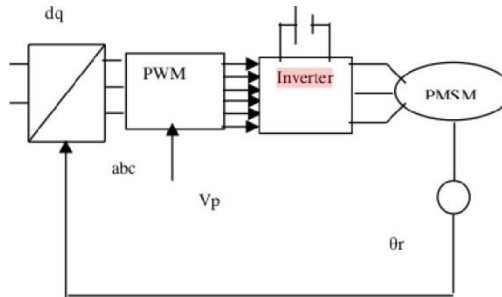 dq
PWM
Inverter
PMSM
abc
Vp
θr